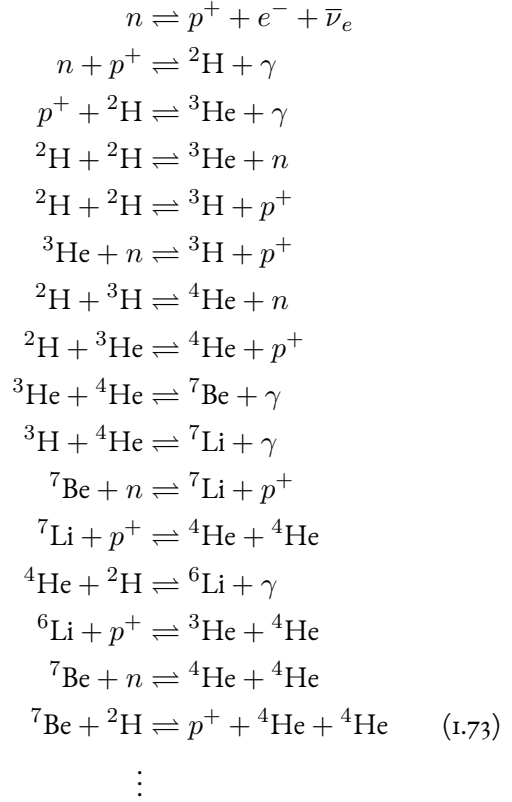 n ⇌ p⁺ + e⁻ + ν̅ₑ
n + p⁺ ⇌ ²H + γ
p⁺ + ²H ⇌ ³He + γ
²H + ²H ⇌ ³He + n
²H + ²H ⇌ ³H + p⁺
³He + n ⇌ ³H + p⁺
²H + ³H ⇌ ⁴He + n
²H + ³He ⇌ ⁴He + p⁺
³He + ⁴He ⇌ ⁷Be + γ
³H + ⁴He ⇌ ⁷Li + γ
⁷Be + n ⇌ ⁷Li + p⁺
⁷Li + p⁺ ⇌ ⁴He + ⁴He
⁴He + ²H ⇌ ⁶Li + γ
⁶Li + p⁺ ⇌ ³He + ⁴He
⁷Be + n ⇌ ⁴He + ⁴He
⁷Be + ²H ⇌ p⁺ + ⁴He + ⁴He (1.73)
⋮